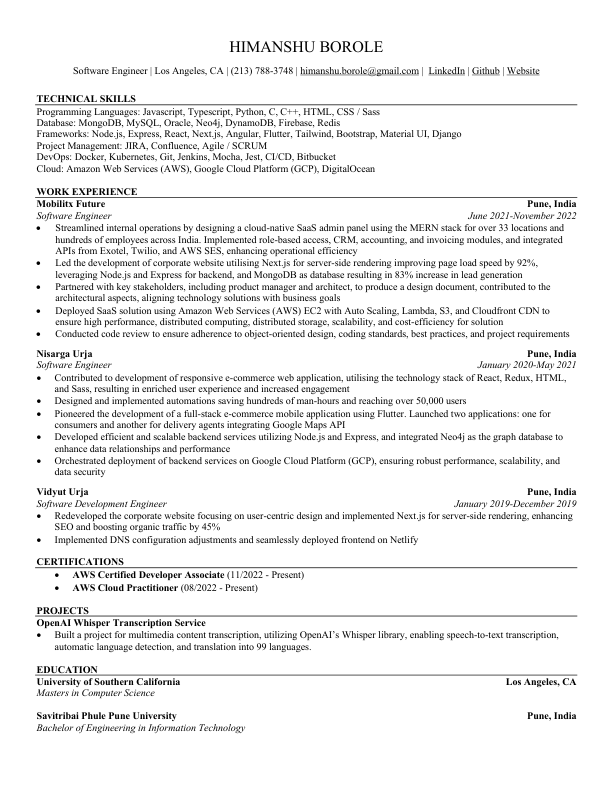 HIMANSHU BOROLE
Software Engineer | Los Angeles, CA | (213) 788-3748 | himanshu.borole@gmail.com | LinkedIn | Github | Website
TECHNICAL SKILLS
Programming Languages: Javascript, Typescript, Python, C, C++, HTML, CSS / Sass
Database: MongoDB, MySQL, Oracle, Neo4j, DynamoDB, Firebase, Redis
Frameworks: Node.js, Express, React, Next.js, Angular, Flutter, Tailwind, Bootstrap, Material UI, Django
Project Management: JIRA, Confluence, Agile / SCRUM
DevOps: Docker, Kubernetes, Git, Jenkins, Mocha, Jest, CI/CD, Bitbucket
Cloud: Amazon Web Services (AWS), Google Cloud Platform (GCP), DigitalOcean
WORK EXPERIENCE
Mobilitx Future Pune, India
Software Engineer June 2021-November 2022
• Streamlined internal operations by designing a cloud-native SaaS admin panel using the MERN stack for over 33 locations and
hundreds of employees across India. Implemented role-based access, CRM, accounting, and invoicing modules, and integrated
APIs from Exotel, Twilio, and AWS SES, enhancing operational efficiency
• Led the development of corporate website utilising Next.js for server-side rendering improving page load speed by 92%,
leveraging Node.js and Express for backend, and MongoDB as database resulting in 83% increase in lead generation
• Partnered with key stakeholders, including product manager and architect, to produce a design document, contributed to the
architectural aspects, aligning technology solutions with business goals
• Deployed SaaS solution using Amazon Web Services (AWS) EC2 with Auto Scaling, Lambda, S3, and Cloudfront CDN to
ensure high performance, distributed computing, distributed storage, scalability, and cost-efficiency for solution
• Conducted code review to ensure adherence to object-oriented design, coding standards, best practices, and project requirements
Nisarga Urja Pune, India
Software Engineer January 2020-May 2021
• Contributed to development of responsive e-commerce web application, utilising the technology stack of React, Redux, HTML,
and Sass, resulting in enriched user experience and increased engagement
• Designed and implemented automations saving hundreds of man-hours and reaching over 50,000 users
• Pioneered the development of a full-stack e-commerce mobile application using Flutter. Launched two applications: one for
consumers and another for delivery agents integrating Google Maps API
• Developed efficient and scalable backend services utilizing Node.js and Express, and integrated Neo4j as the graph database to
enhance data relationships and performance
• Orchestrated deployment of backend services on Google Cloud Platform (GCP), ensuring robust performance, scalability, and
data security
Vidyut Urja Pune, India
Software Development Engineer January 2019-December 2019
• Redeveloped the corporate website focusing on user-centric design and implemented Next.js for server-side rendering, enhancing
SEO and boosting organic traffic by 45%
• Implemented DNS configuration adjustments and seamlessly deployed frontend on Netlify
CERTIFICATIONS
• AWS Certified Developer Associate (11/2022 - Present)
• AWS Cloud Practitioner (08/2022 - Present)
PROJECTS
OpenAI Whisper Transcription Service
• Built a project for multimedia content transcription, utilizing OpenAI's Whisper library, enabling speech-to-text transcription,
automatic language detection, and translation into 99 languages.
EDUCATION
University of Southern California Los Angeles, CA
Masters in Computer Science
Savitribai Phule Pune University Pune, India
Bachelor of Engineering in Information Technology